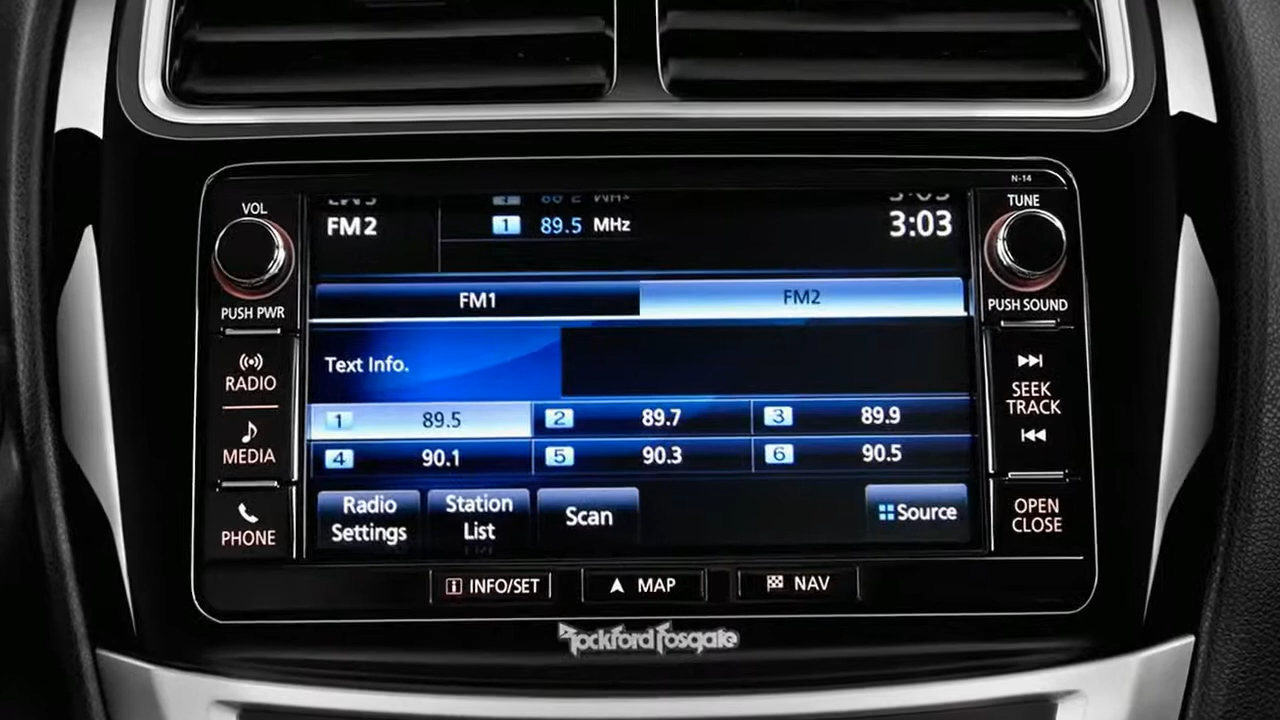 N-14
VOL
TUNE
FM2
1 89.5 MHz
3:03
PUSH PWR
PUSH SOUND
FM1
FM2
RADIO
Text Info.
SEEK
TRACK
MEDIA
1 89.5
2 89.7
3 89.9
4 90.1
5 90.3
6 90.5
PHONE
Radio
Settings
Station
List
Scan
Source
OPEN
CLOSE
INFO/SET
MAP
NAV
Rockford Fosgate